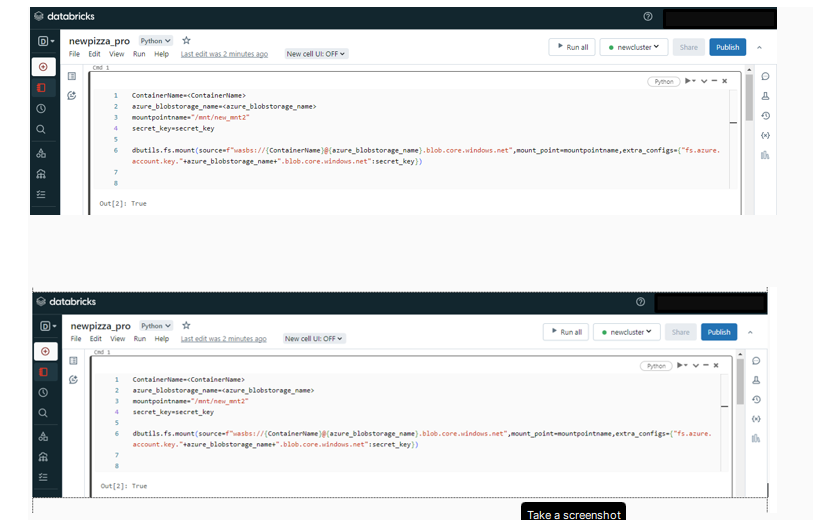 databricks
newpizza_pro Python
File Edit View Run Help Last edit was 2 minutes ago New cell UI: OFF
Run all newcluster Share Publish
Cmd 1
Python
1 ContainerName=<ContainerName>
2 azure_blobstorage_name=<azure_blobstorage_name>
3 mountpointname="/mnt/new_mnt2"
4 secret_key=secret_key
5
6 dbutils.fs.mount(source=f"wasbs://{ContainerName}@{azure_blobstorage_name}.blob.core.windows.net",mount_point=mountpointname,extra_configs={"fs.azure.
account.key."+azure_blobstorage_name+".blob.core.windows.net":secret_key})
7
8
Out[2]: True
databricks
newpizza_pro Python
File Edit View Run Help Last edit was 2 minutes ago New cell UI: OFF
Run all newcluster Share Publish
Cmd 1
Python
1 ContainerName=<ContainerName>
2 azure_blobstorage_name=<azure_blobstorage_name>
3 mountpointname="/mnt/new_mnt2"
4 secret_key=secret_key
5
6 dbutils.fs.mount(source=f"wasbs://{ContainerName}@{azure_blobstorage_name}.blob.core.windows.net",mount_point=mountpointname,extra_configs={"fs.azure.
account.key."+azure_blobstorage_name+".blob.core.windows.net":secret_key})
7
8
Out[2]: True
Take a screenshot